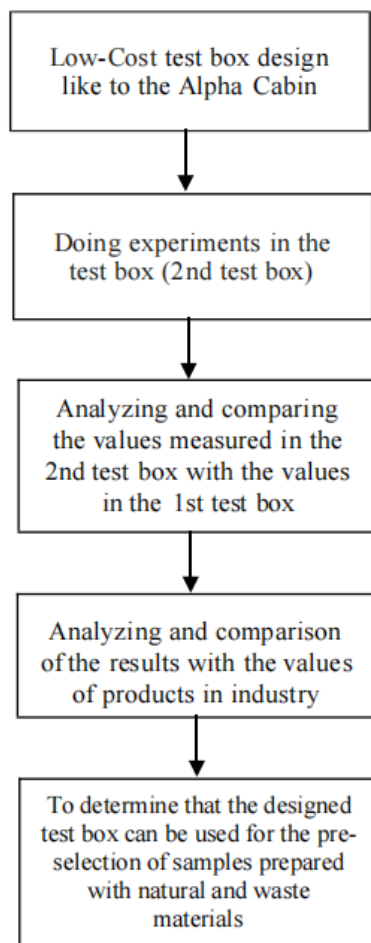 Low-Cost test box design
like to the Alpha Cabin
Doing experiments in the
test box (2nd test box)
Analyzing and comparing
the values measured in the
2nd test box with the values
in the 1st test box
Analyzing and comparison
of the results with the values
of products in industry
To determine that the designed
test box can be used for the pre-
selection of samples prepared
with natural and waste
materials